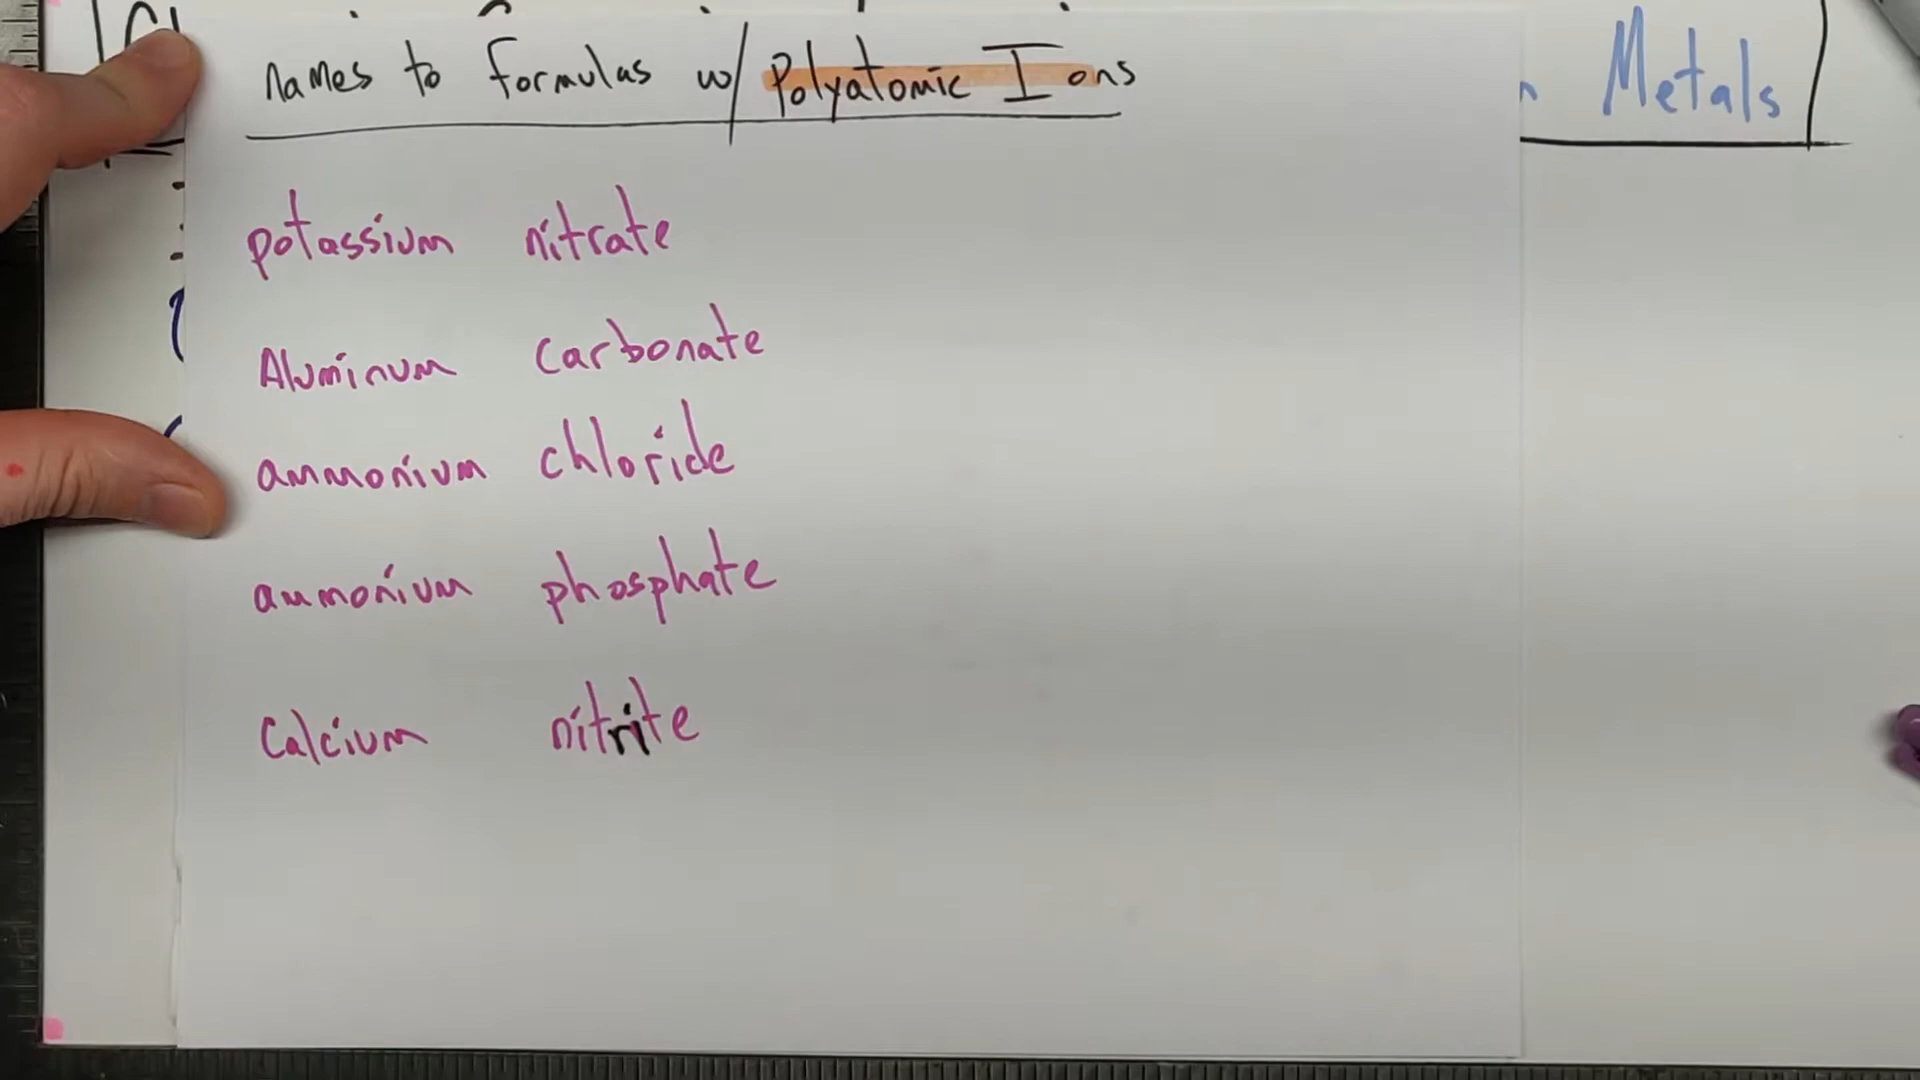 names to formulas w/ Polyatomic Ions
Metals
potassium nitrate
Aluminum carbonate
ammonium chloride
ammonium phosphate
Calcium nitrite